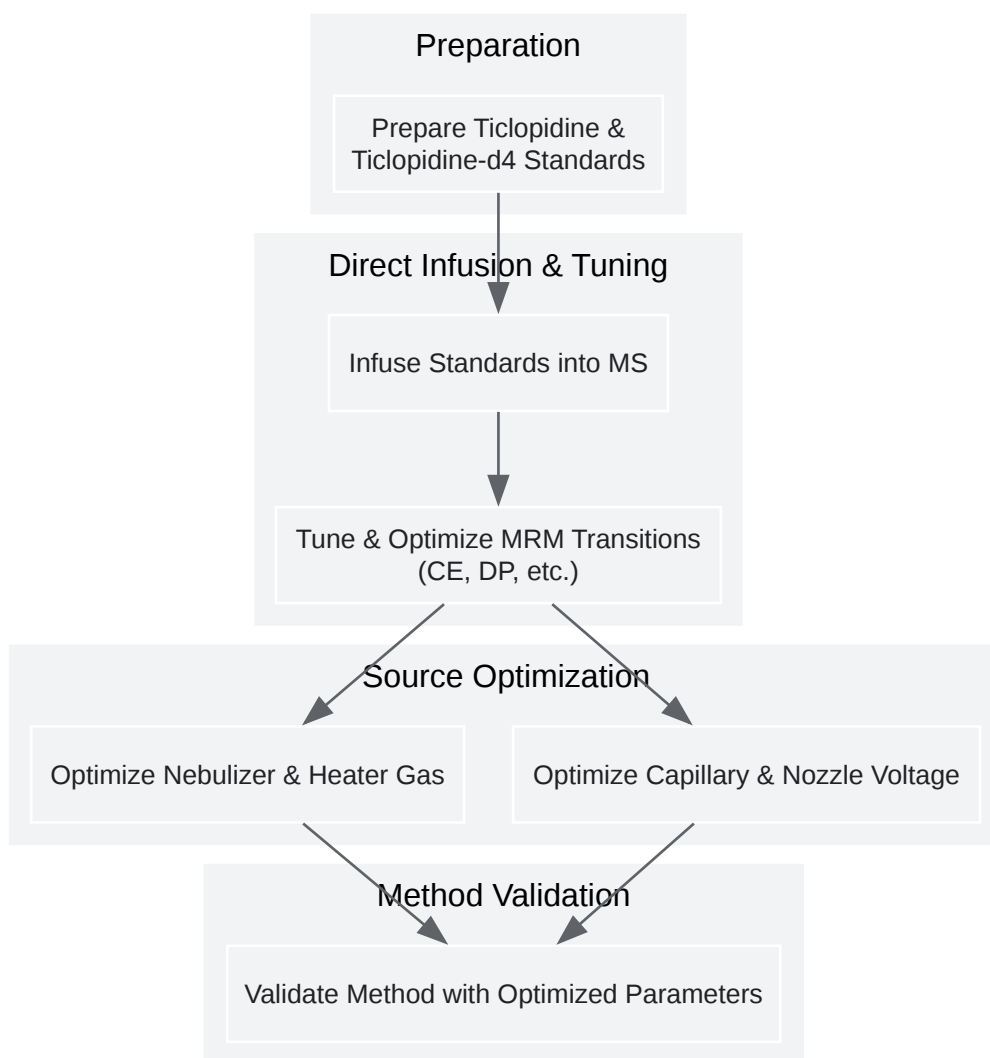 Preparation
Prepare Ticlopidine &
Ticlopidine-d4 Standards
Direct Infusion & Tuning
Infuse Standards into MS
Tune & Optimize MRM Transitions
(CE, DP, etc.)
Source Optimization
Optimize Nebulizer & Heater Gas
Optimize Capillary & Nozzle Voltage
Method Validation
Validate Method with Optimized Parameters